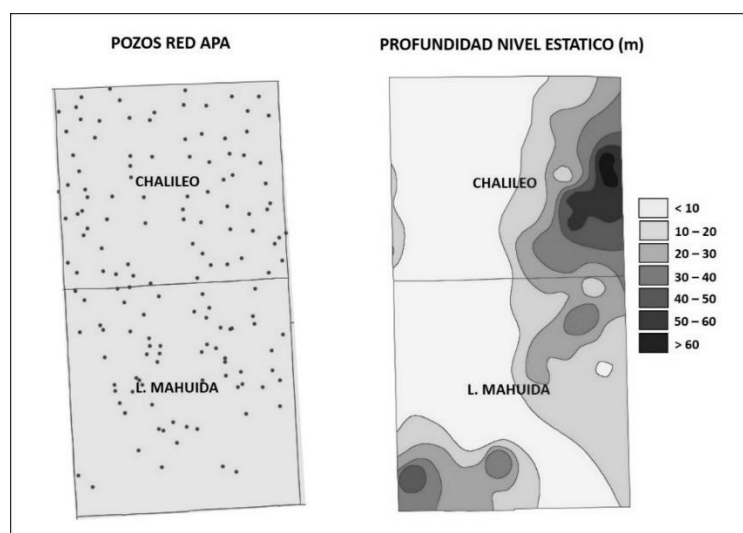 POZOS RED APA
CHALILEO
L. MAHUIDA
PROFUNDIDAD NIVEL ESTATICO (m)
CHALILEO
L. MAHUIDA
< 10
10 – 20
20 – 30
30 – 40
40 – 50
50 – 60
> 60